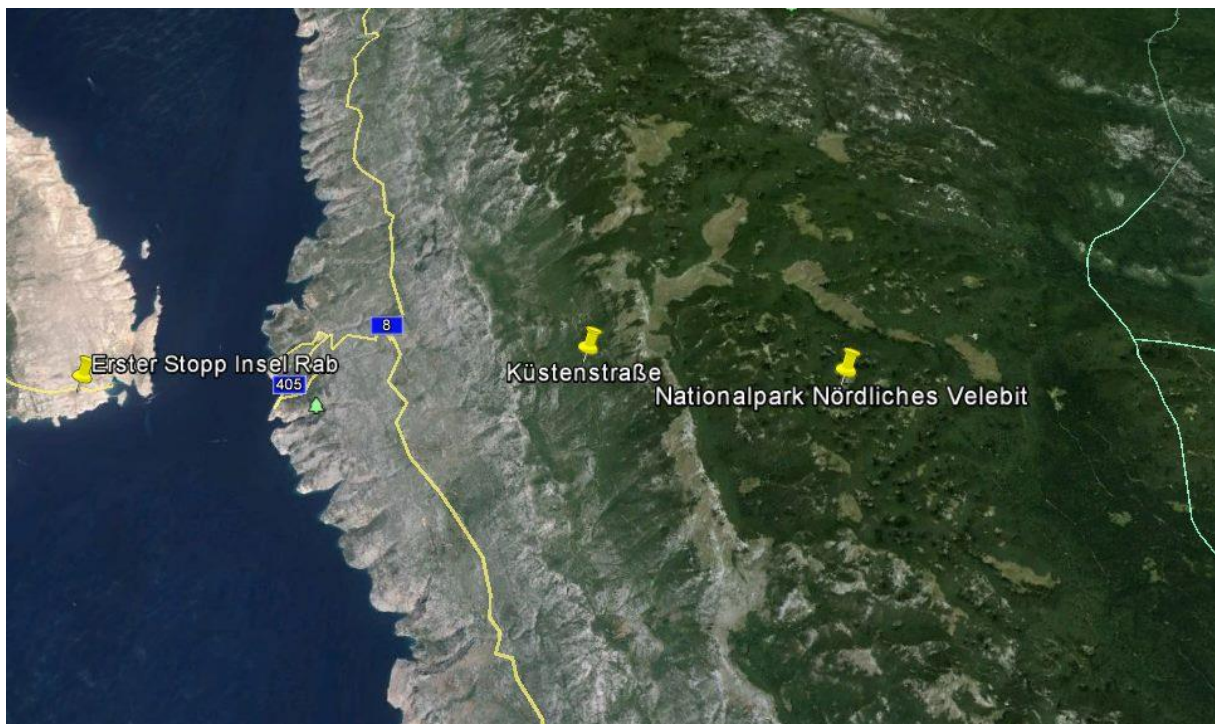 8
Erster Stopp Insel Rab
405
Küstenstraße
Nationalpark Nördliches Velebit